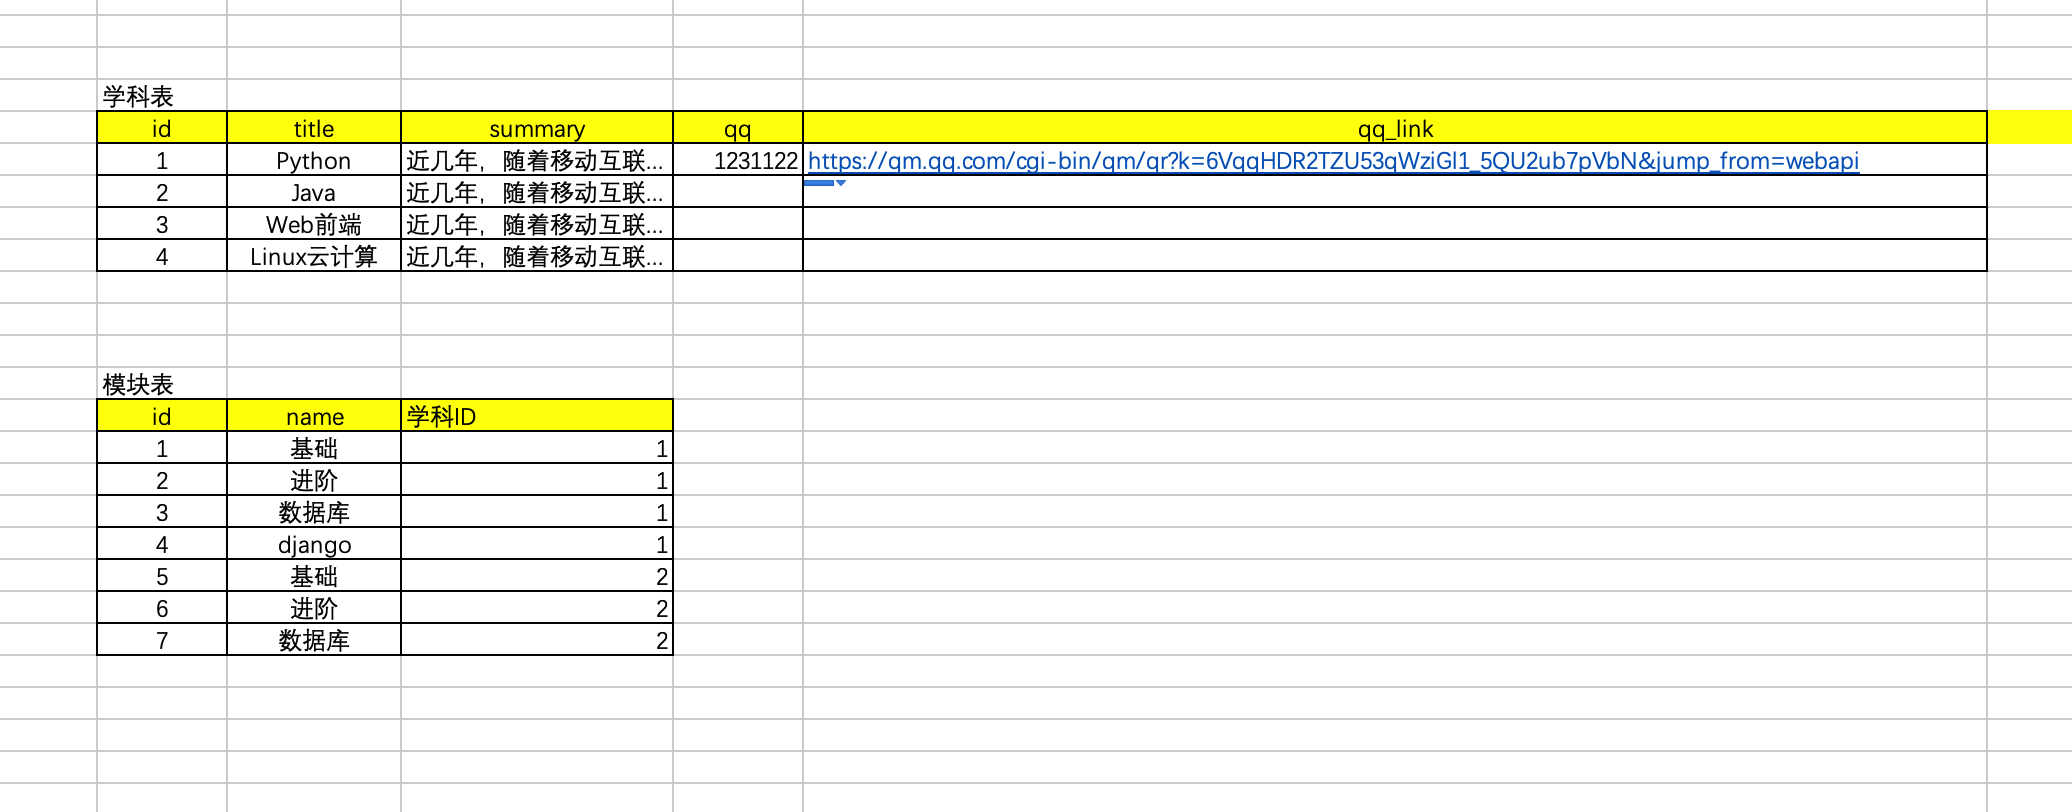 学科表
id title summary qq qq_link
1 Python 近几年，随着移动互联... 1231122 https://qm.qq.com/cgi-bin/qm/qr?k=6VqqHDR2TZU53qWziGl1_5QU2ub7pVbN&jump_from=webapi
2 Java 近几年，随着移动互联...
3 Web前端 近几年，随着移动互联...
4 Linux云计算 近几年，随着移动互联...
模块表
id name 学科ID
1 基础 1
2 进阶 1
3 数据库 1
4 django 1
5 基础 2
6 进阶 2
7 数据库 2